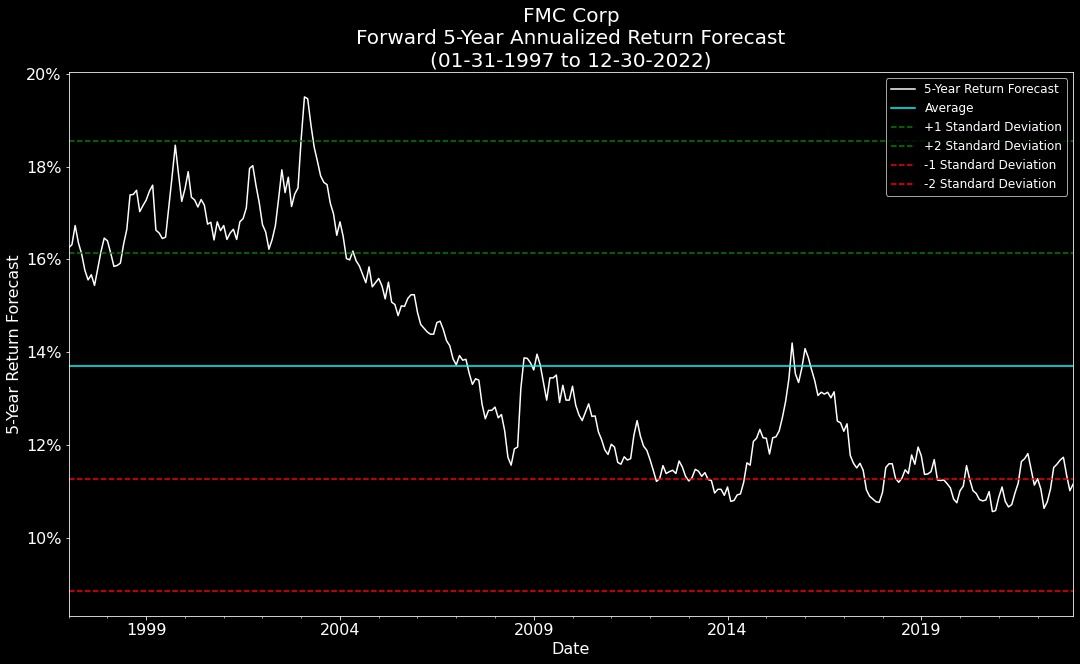 FMC Corp
Forward 5-Year Annualized Return Forecast
(01-31-1997 to 12-30-2022)
20%
18%
16%
14%
12%
10%
5-Year Return Forecast
5-Year Return Forecast
Average
+1 Standard Deviation
+2 Standard Deviation
-1 Standard Deviation
-2 Standard Deviation
1999
2004
2009
2014
2019
Date